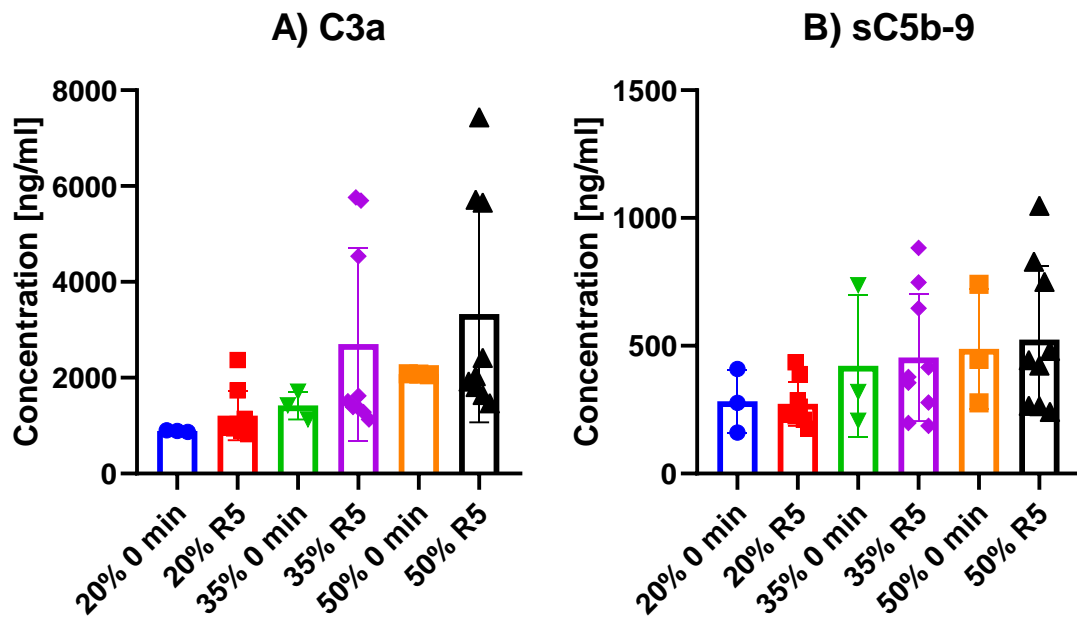 A) C3a
Concentration [ng/ml]
8000
6000
4000
2000
0
20% 0 min
20% R5
35% 0 min
35% R5
50% 0 min
50% R5
B) sC5b-9
Concentration [ng/ml]
1500
1000
500
0
20% 0 min
20% R5
35% 0 min
35% R5
50% 0 min
50% R5